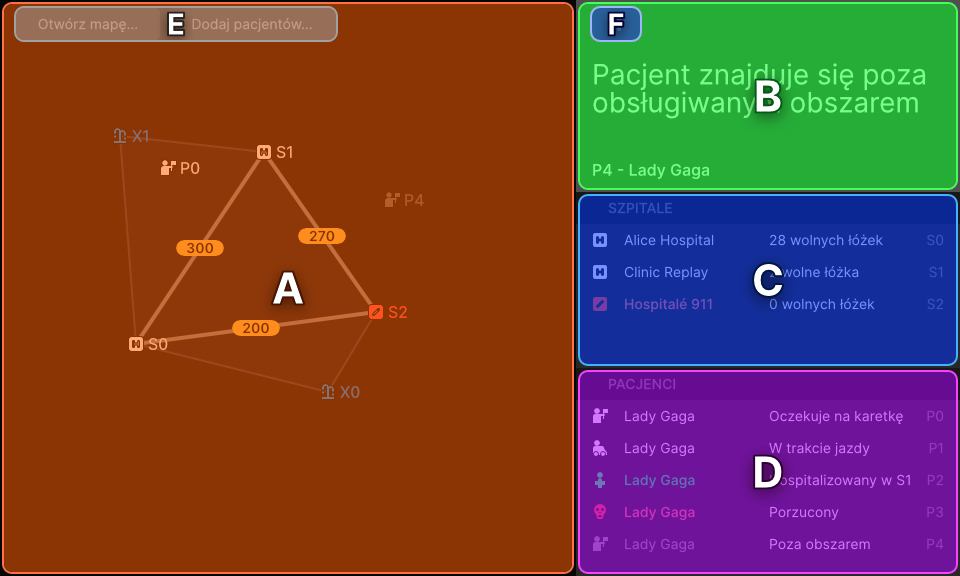 Otwórz mapę...
E
Dodaj pacjentów...
X1
P0
S1
P4
300
270
A
200
S2
S0
X0
F
Pacjent znajduje się poza
B obszarem
P4 - Lady Gaga
SZPITALE
Alice Hospital 28 wolnych łóżek S0
Clinic Replay wolne łóżka S1
C
Hospitalé 911 0 wolnych łóżek S2
PACJENCI
Lady Gaga Oczekuje na karetkę P0
Lady Gaga W trakcie jazdy P1
D
Lady Gaga w S1 P2
Lady Gaga Porzucony P3
Lady Gaga Poza obszarem P4